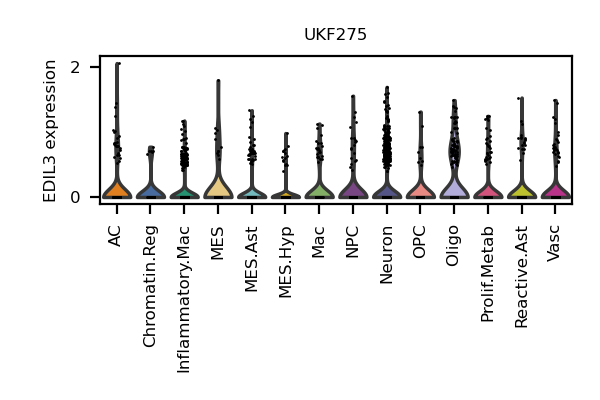 UKF275
EDIL3 expression
2
0
AC
Chromatin.Reg
Inflammatory.Mac
MES
MES.Ast
MES.Hyp
Mac
NPC
Neuron
OPC
Oligo
Prolif.Metab
Reactive.Ast
Vasc